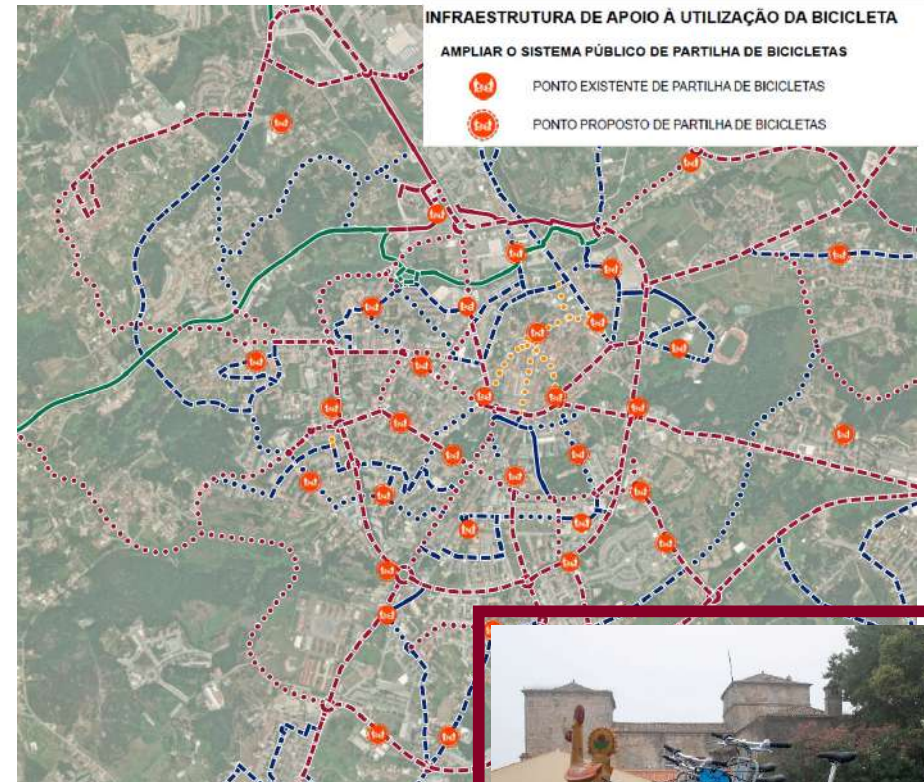 INFRAESTRUTURA DE APOIO À UTILIZAÇÃO DA BICICLETA
AMPLIAR O SISTEMA PÚBLICO DE PARTILHA DE BICICLETAS
PONTO EXISTENTE DE PARTILHA DE BICICLETAS
PONTO PROPOSTO DE PARTILHA DE BICICLETAS